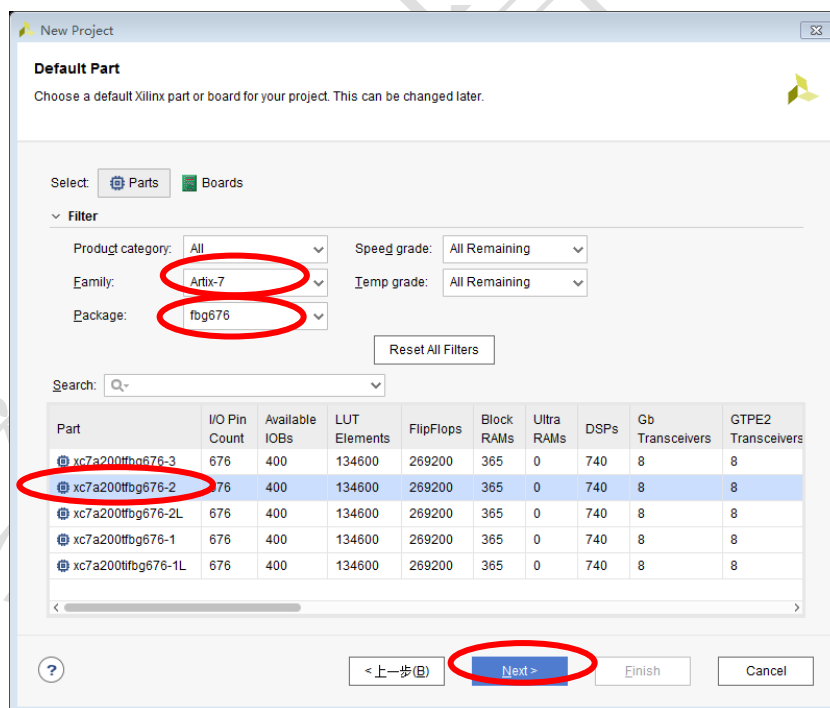 New Project
Default Part
Choose a default Xilinx part or board for your project. This can be changed later.
Select: Parts Boards
Filter
Product category: All Speed grade: All Remaining
Family: Artix-7 Temp grade: All Remaining
Package: fbg676
Reset All Filters
Search: Q-
Part I/O Pin Count Available IOBs LUT Elements FlipFlops Block RAMs Ultra RAMs DSPs Gb Transceivers GTPE2 Transceivers
xc7a200tfbg676-3 676 400 134600 269200 365 0 740 8 8
xc7a200tfbg676-2 676 400 134600 269200 365 0 740 8 8
xc7a200tfbg676-2L 676 400 134600 269200 365 0 740 8 8
xc7a200tfbg676-1 676 400 134600 269200 365 0 740 8 8
xc7a200tifbg676-1L 676 400 134600 269200 365 0 740 8 8
? <上一步(B) Next > Finish Cancel